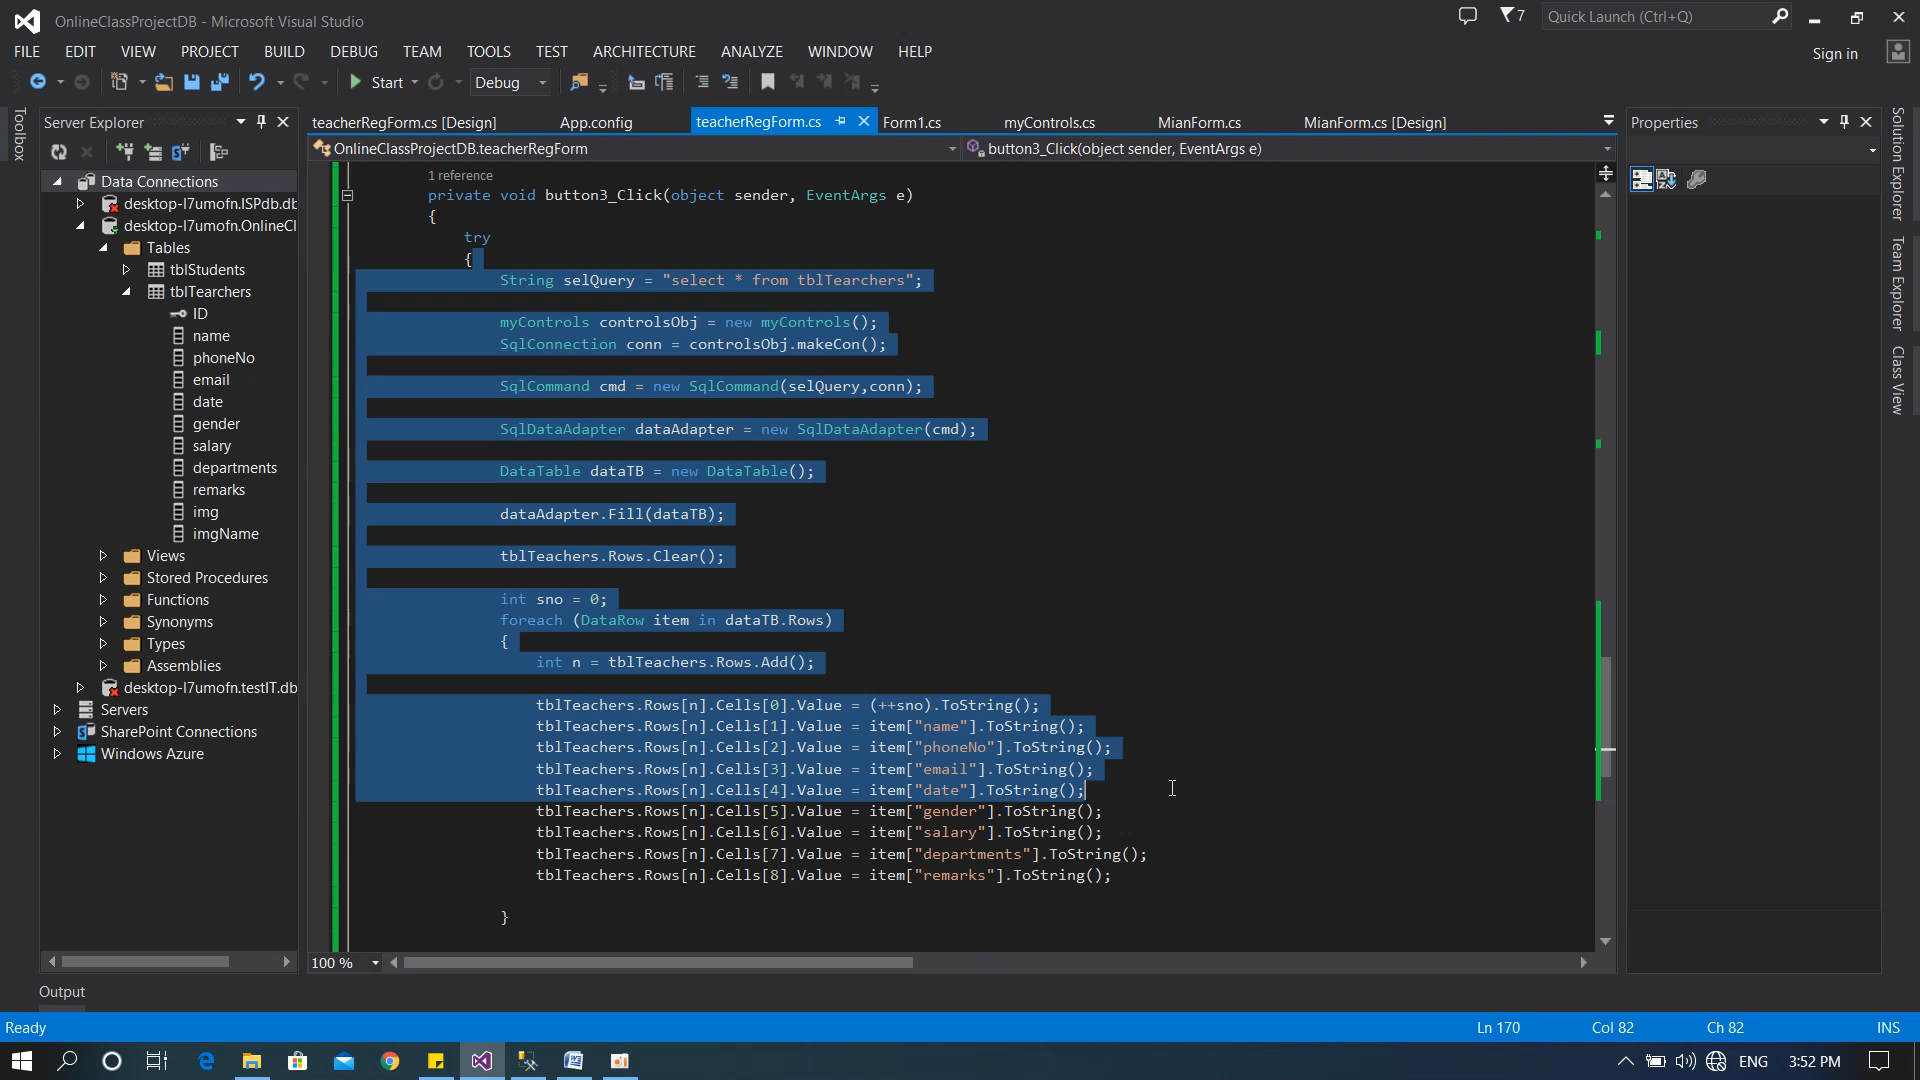 OnlineClassProjectDB - Microsoft Visual Studio
7
Quick Launch (Ctrl+Q)
FILE EDIT VIEW PROJECT BUILD DEBUG TEAM TOOLS TEST ARCHITECTURE ANALYZE WINDOW HELP
Sign in
Start
Debug
Toolbox
Server Explorer
Data Connections
desktop-l7umofn.ISPdb.db
desktop-l7umofn.OnlineCl
Tables
tblStudents
tblTearchers
ID
name
phoneNo
email
date
gender
salary
departments
remarks
img
imgName
Views
Stored Procedures
Functions
Synonyms
Types
Assemblies
desktop-l7umofn.testIT.db
Servers
SharePoint Connections
Windows Azure
teacherRegForm.cs [Design] App.config teacherRegForm.cs Form1.cs myControls.cs MianForm.cs MianForm.cs [Design]
OnlineClassProjectDB.teacherRegForm
button3_Click(object sender, EventArgs e)
1 reference
private void button3_Click(object sender, EventArgs e)
{
try
{
String selQuery = "select * from tblTearchers";
myControls controlsObj = new myControls();
SqlConnection conn = controlsObj.makeCon();
SqlCommand cmd = new SqlCommand(selQuery,conn);
SqlDataAdapter dataAdapter = new SqlDataAdapter(cmd);
DataTable dataTB = new DataTable();
dataAdapter.Fill(dataTB);
tblTeachers.Rows.Clear();
int sno = 0;
foreach (DataRow item in dataTB.Rows)
{
int n = tblTeachers.Rows.Add();
tblTeachers.Rows[n].Cells[0].Value = (++sno).ToString();
tblTeachers.Rows[n].Cells[1].Value = item["name"].ToString();
tblTeachers.Rows[n].Cells[2].Value = item["phoneNo"].ToString();
tblTeachers.Rows[n].Cells[3].Value = item["email"].ToString();
tblTeachers.Rows[n].Cells[4].Value = item["date"].ToString();
tblTeachers.Rows[n].Cells[5].Value = item["gender"].ToString();
tblTeachers.Rows[n].Cells[6].Value = item["salary"].ToString();
tblTeachers.Rows[n].Cells[7].Value = item["departments"].ToString();
tblTeachers.Rows[n].Cells[8].Value = item["remarks"].ToString();
}
100 %
Properties
Solution Explorer
Team Explorer
Class View
Output
Ready
Ln 170 Col 82 Ch 82 INS
ENG 3:52 PM